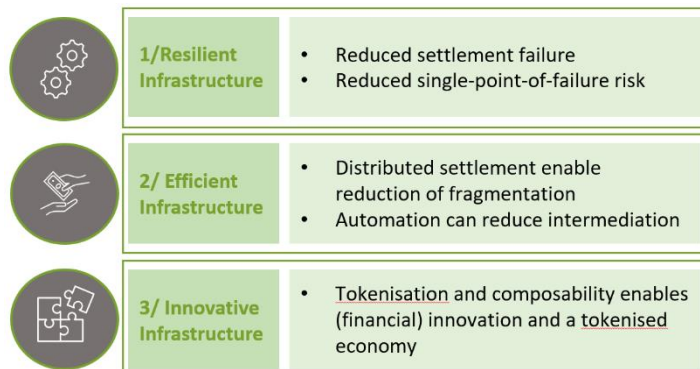 1/Resilient
Infrastructure
• Reduced settlement failure
• Reduced single-point-of-failure risk
2/ Efficient
Infrastructure
• Distributed settlement enable
reduction of fragmentation
• Automation can reduce intermediation
3/ Innovative
Infrastructure
• Tokenisation and composability enables
(financial) innovation and a tokenised
economy